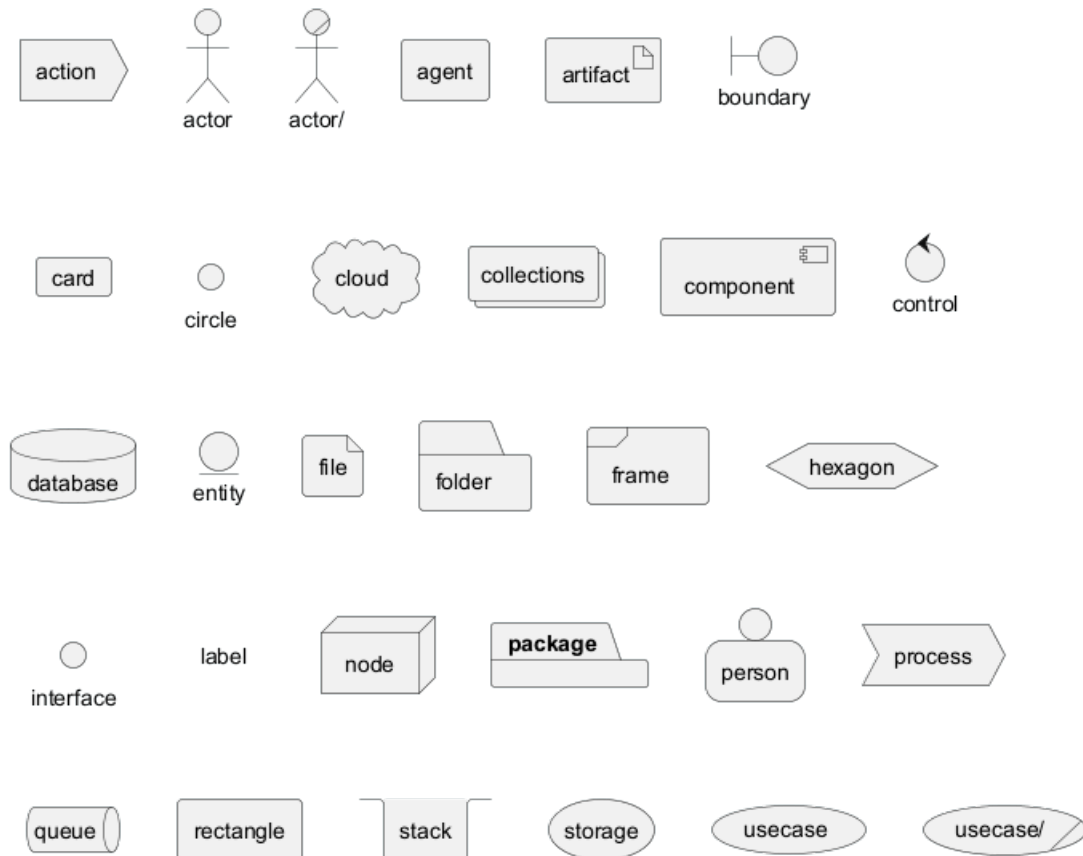 action
actor
actor/
agent
artifact
boundary
card
circle
cloud
collections
component
control
database
entity
file
folder
frame
hexagon
interface
label
node
package
person
process
queue
rectangle
stack
storage
usecase
usecase/